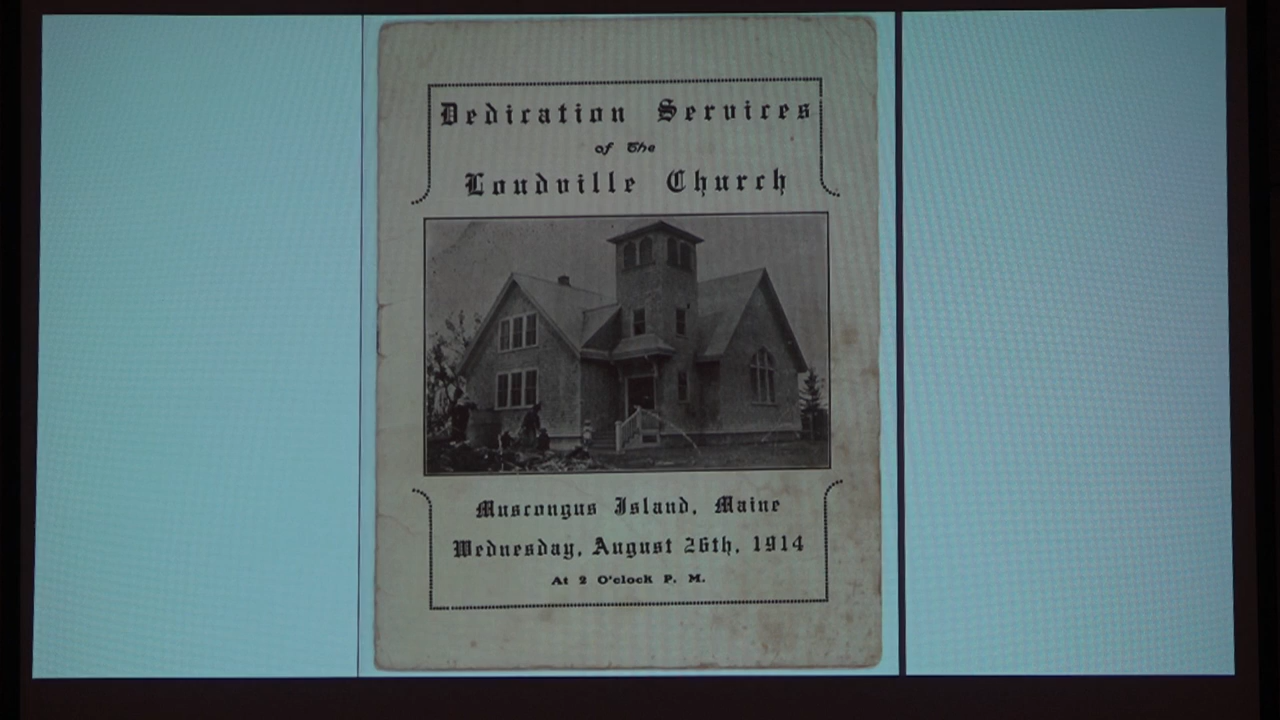 Dedication Services
of The
Loudville Church
Muscongus Island, Maine
Wednesday, August 26th, 1914
At 2 O'clock P. M.